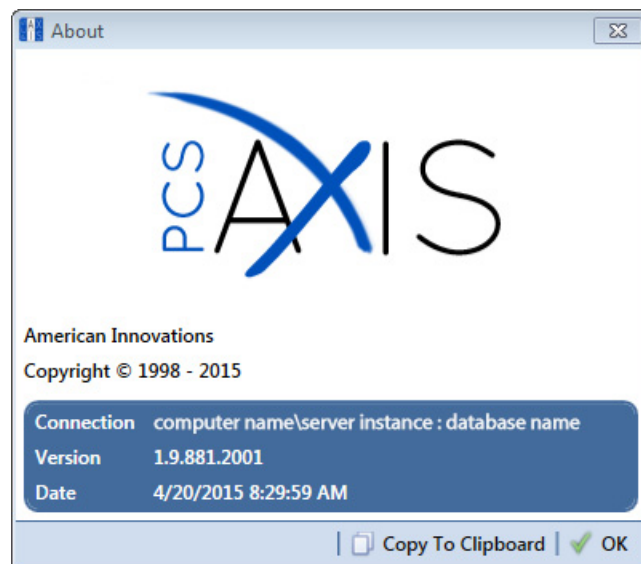 About
PCS
AXIS
American Innovations
Copyright © 1998 - 2015
Connection computer name\server instance : database name
Version 1.9.881.2001
Date 4/20/2015 8:29:59 AM
Copy To Clipboard OK